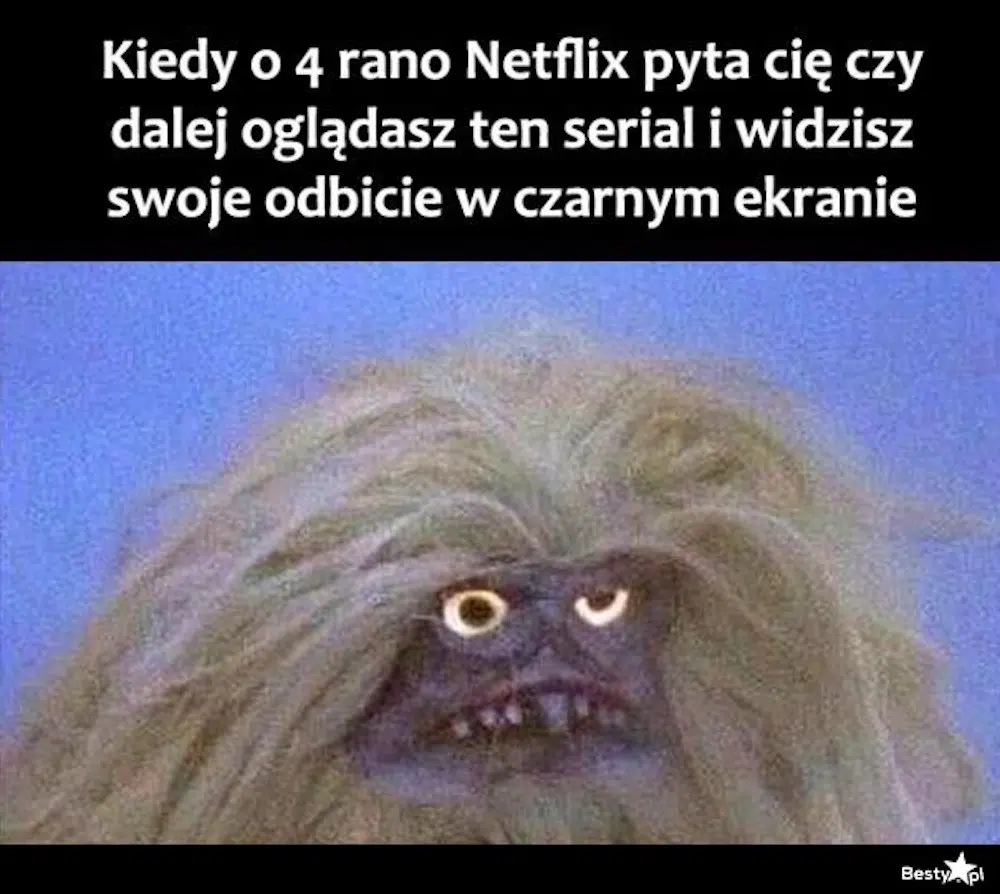 Kiedy o 4 rano Netflix pyta cię czy
dalej oglądasz ten serial i widzisz
swoje odbicie w czarnym ekranie
Besty.pl